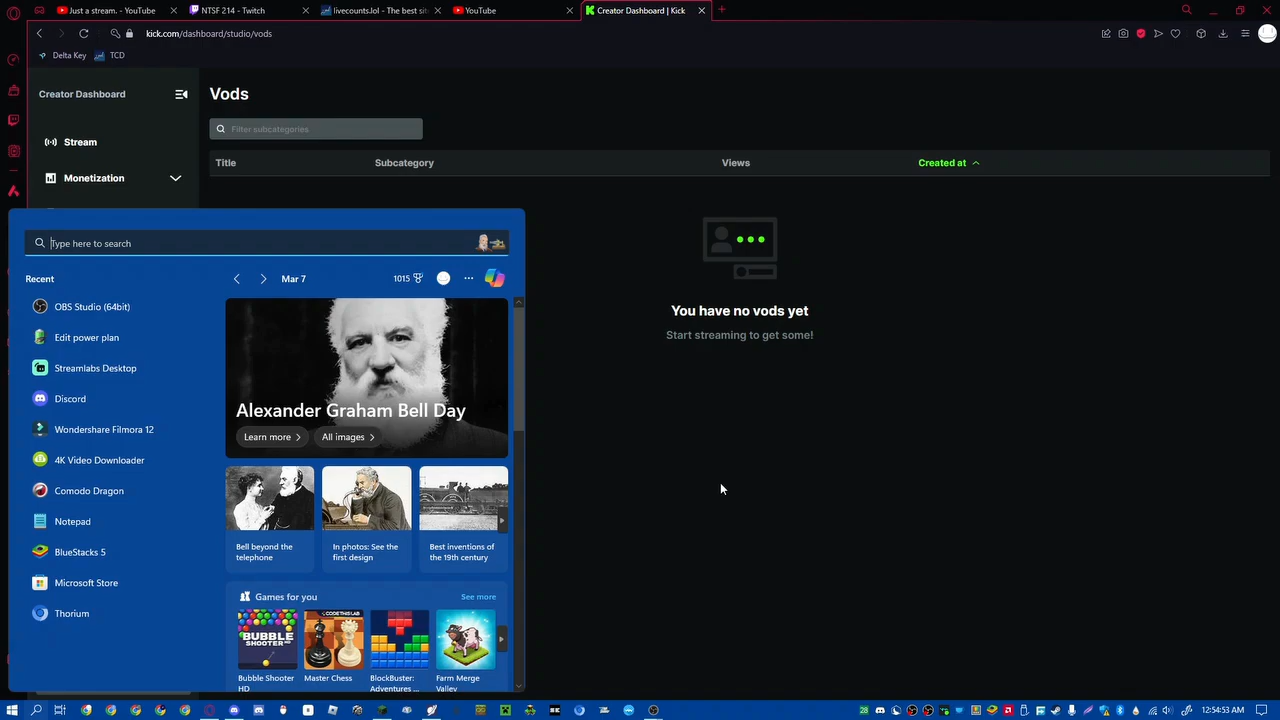 Just a stream. - YouTube
NTSF 214 - Twitch
livecounts.lol - The best sit
YouTube
Creator Dashboard | Kick
kick.com/dashboard/studio/vods
Delta Key
TCD
Creator Dashboard
Vods
Filter subcategories
Stream
Title
Subcategory
Views
Created at
Monetization
You have no vods yet
Start streaming to get some!
Type here to search
Recent
Mar 7
1015
OBS Studio (64bit)
Edit power plan
Streamlabs Desktop
Discord
Wondershare Filmora 12
4K Video Downloader
Comodo Dragon
Notepad
BlueStacks 5
Microsoft Store
Thorium
Alexander Graham Bell Day
Learn more
All images
Bell beyond the
telephone
In photos: See the
first design
Best inventions of
the 19th century
Games for you
See more
BUBBLE
SHOOTER HD
CODETHISLAB
Bubble Shooter
HD
Master Chess
BlockBuster:
Adventures ...
Farm Merge
Valley
28
12:54:53 AM